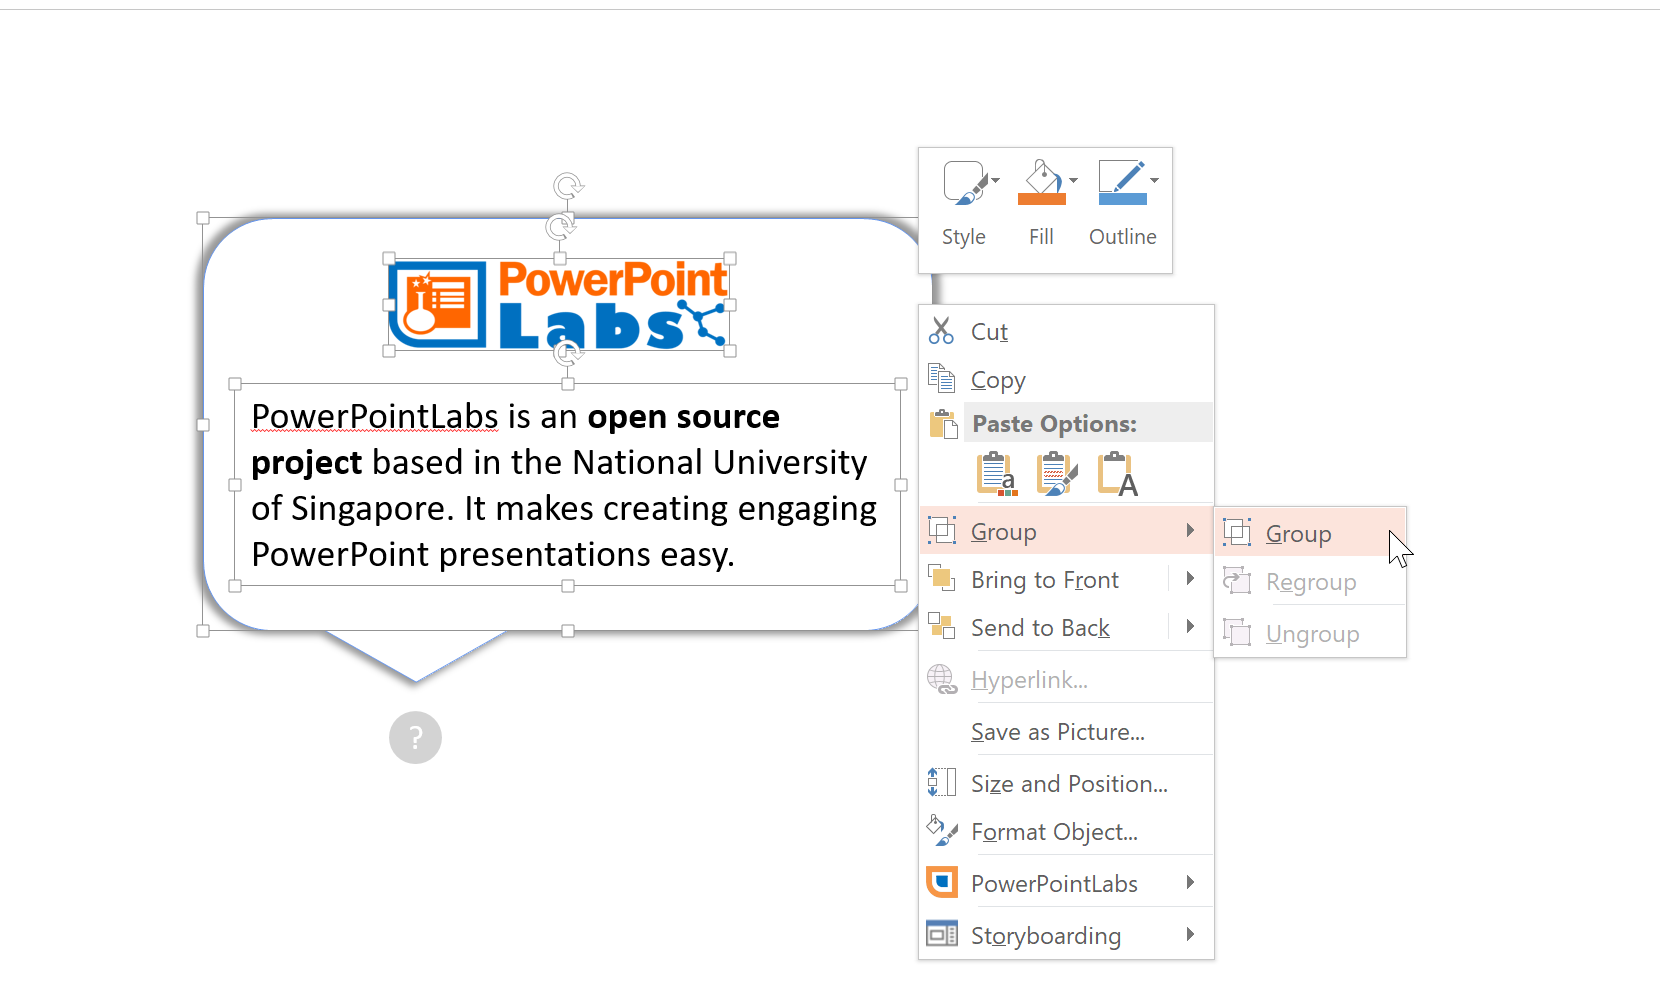 Style Fill Outline
PowerPoint
Labs
PowerPointLabs is an open source
project based in the National University
of Singapore. It makes creating engaging
PowerPoint presentations easy.
?
Cut
Copy
Paste Options:
a A
Group
Bring to Front
Send to Back
Hyperlink...
Save as Picture...
Size and Position...
Format Object...
PowerPointLabs
Storyboarding
Group
Regroup
Ungroup